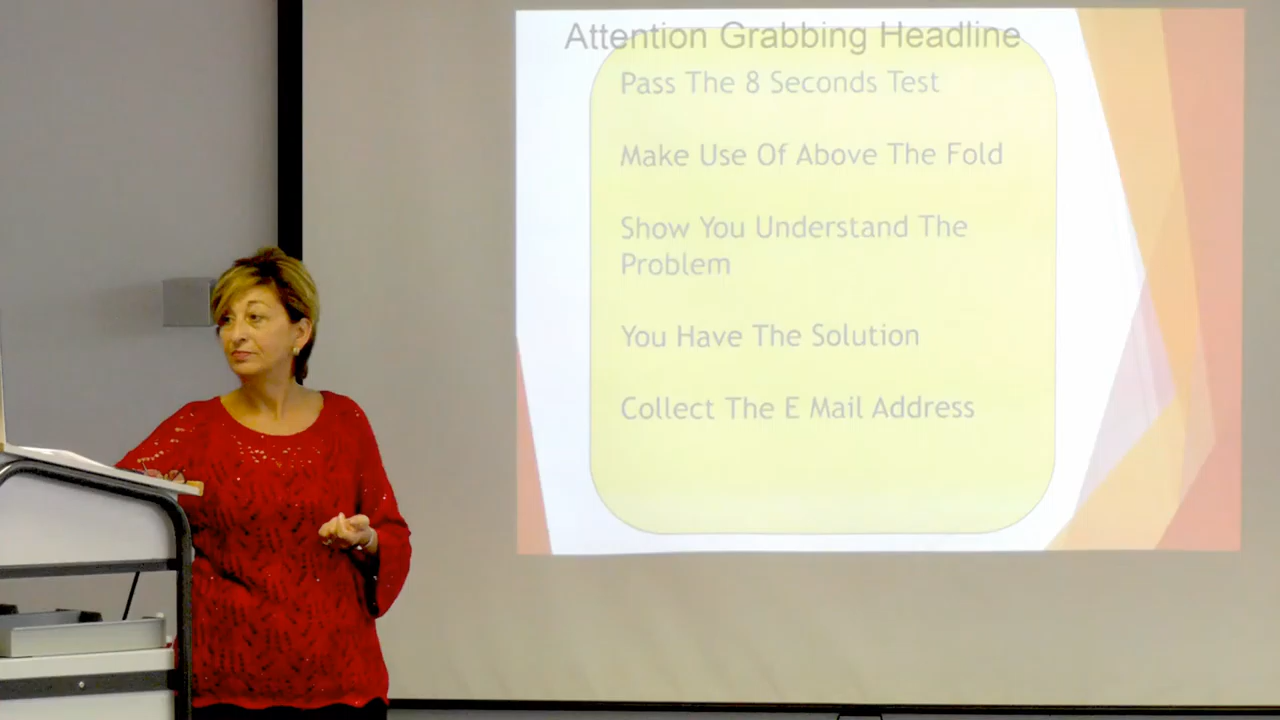 Attention Grabbing Headline
Pass The 8 Seconds Test
Make Use Of Above The Fold
Show You Understand The
Problem
You Have The Solution
Collect The E Mail Address